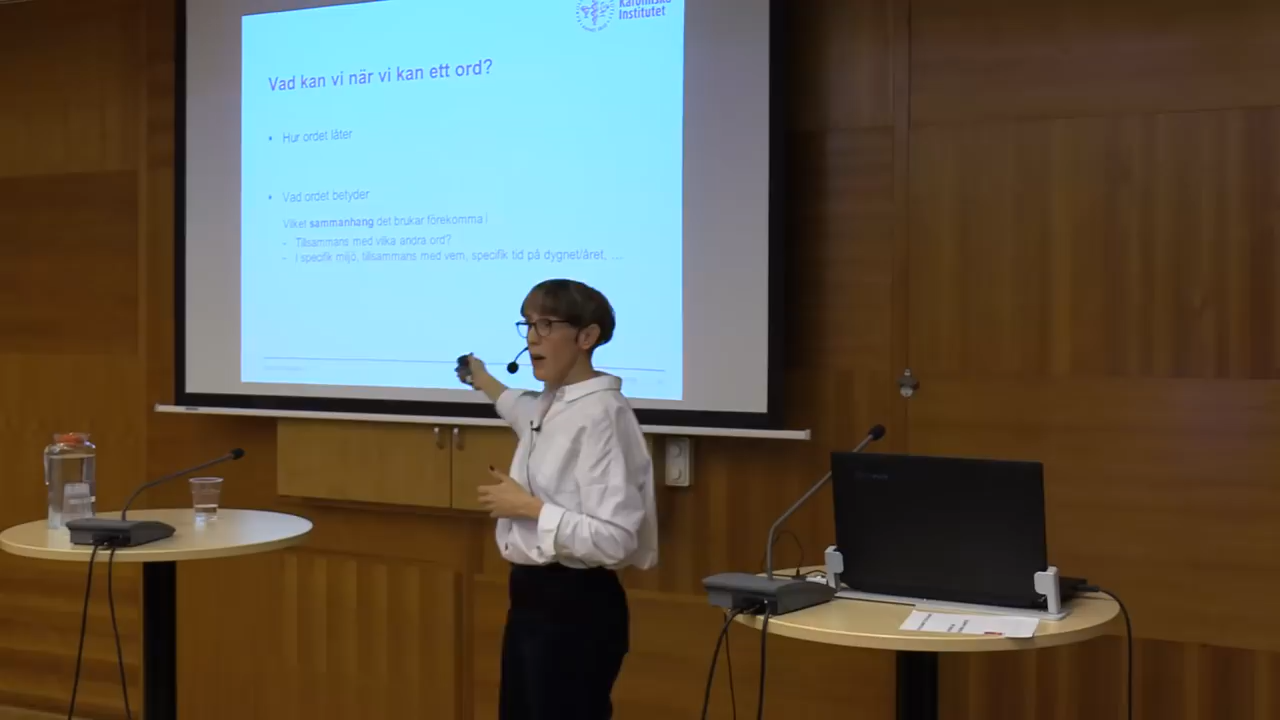 Karolinska
Institutet
Vad kan vi när vi kan ett ord?
• Hur ordet låter
• Vad ordet betyder
Vilket sammanhang det brukar förekomma i
- Tillsammans med vilka andra ord?
- I specifik miljö, tillsammans med vem, specifik tid på dygnet/året, ...